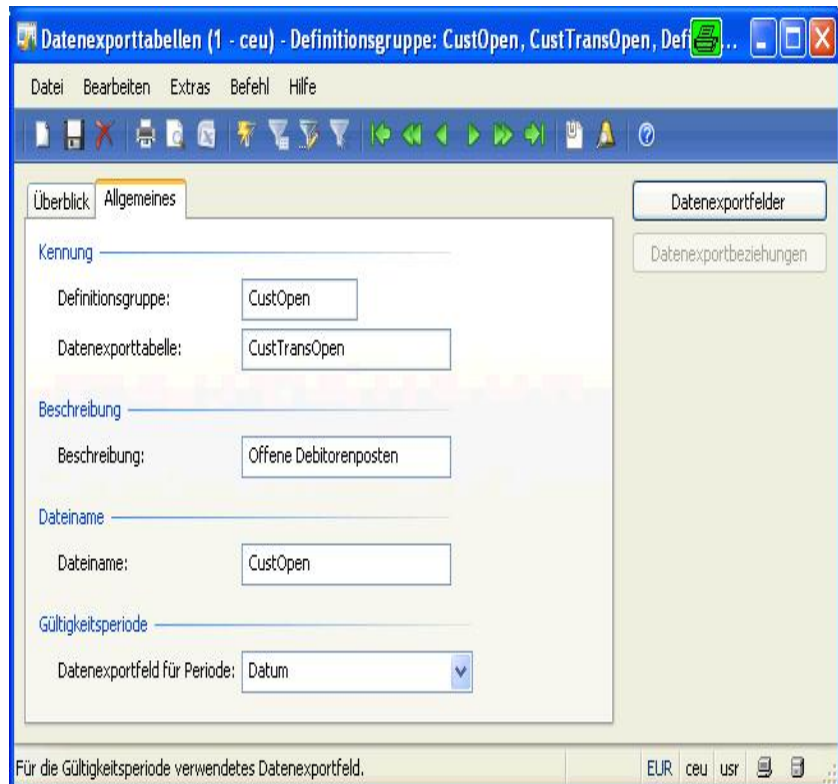 Datenexporttabellen (1 - ceu) - Definitionsgruppe: CustOpen, CustTransOpen, Defi...
Datei Bearbeiten Extras Befehl Hilfe
Überblick Allgemeines
Datenexportfelder
Datenexportbeziehungen
Kennung
Definitionsgruppe: CustOpen
Datenexporttabelle: CustTransOpen
Beschreibung
Beschreibung: Offene Debitorenposten
Dateiname
Dateiname: CustOpen
Gültigkeitsperiode
Datenexportfeld für Periode: Datum
Für die Gültigkeitsperiode verwendetes Datenexportfeld. EUR ceu usr